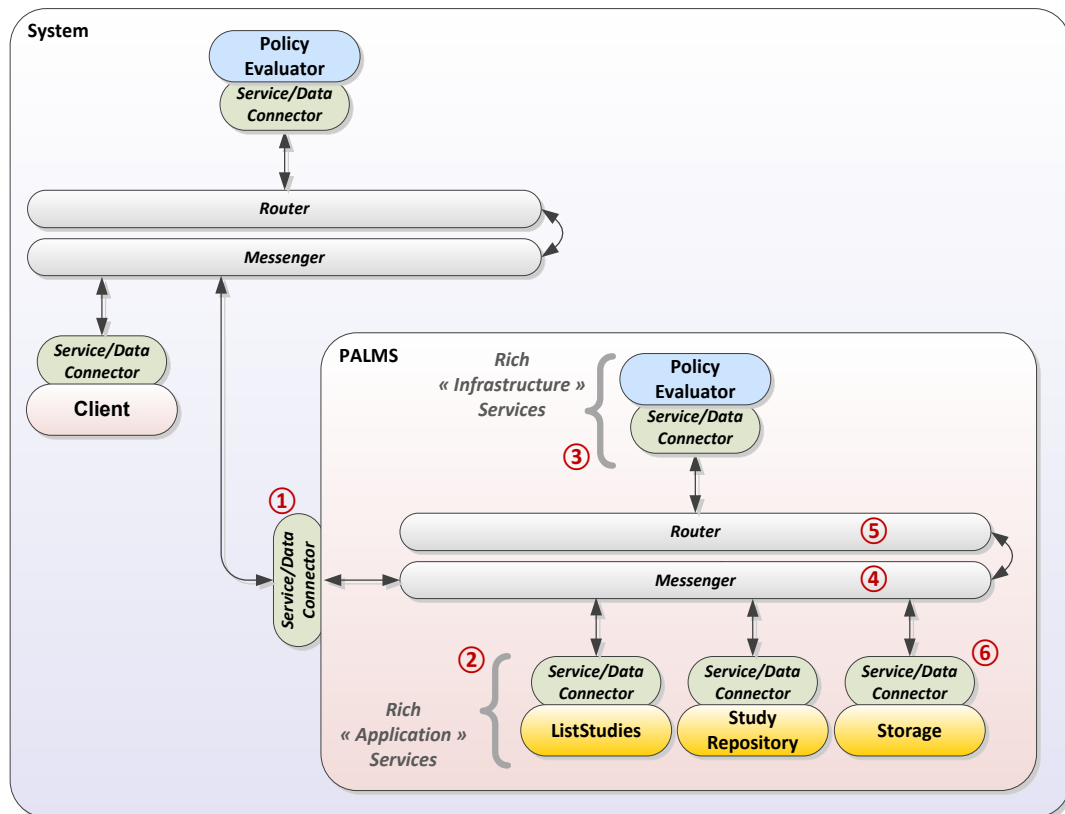 System
Policy
Evaluator
Service/Data
Connector
Router
Messenger
Service/Data
Connector
Client
PALMS
Rich
« Infrastructure »
Services
③
Policy
Evaluator
Service/Data
Connector
①
Service/Data
Connector
Router ⑤
Messenger ④
②
Rich
« Application »
Services
Service/Data
Connector
ListStudies
Service/Data
Connector
Study
Repository
⑥
Service/Data
Connector
Storage